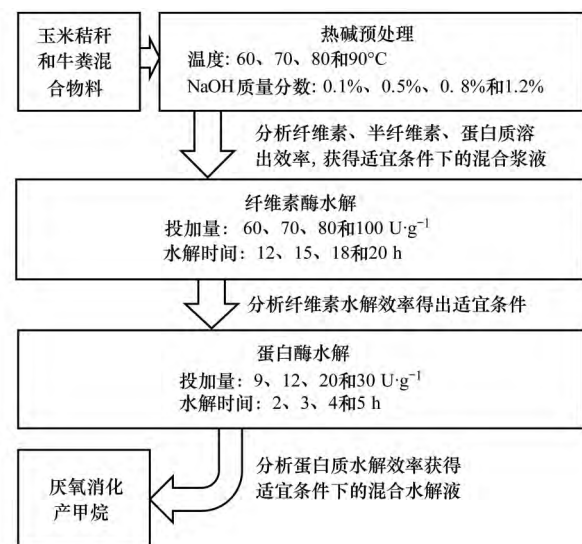 玉米秸秆
和牛粪混
合物料
热碱预处理
温度: 60、70、80和90°C
NaOH 质量分数: 0.1%、0.5%、0. 8%和1.2%
分析纤维素、半纤维素、蛋白质溶
出效率, 获得适宜条件下的混合浆液
纤维素酶水解
投加量: 60、70、80和100 U·g⁻¹
水解时间: 12、15、18和20 h
分析纤维素水解效率得出适宜条件
蛋白酶水解
投加量: 9、12、20和30 U·g⁻¹
水解时间: 2、3、4和5 h
分析蛋白质水解效率获得
适宜条件下的混合水解液
厌氧消化
产甲烷